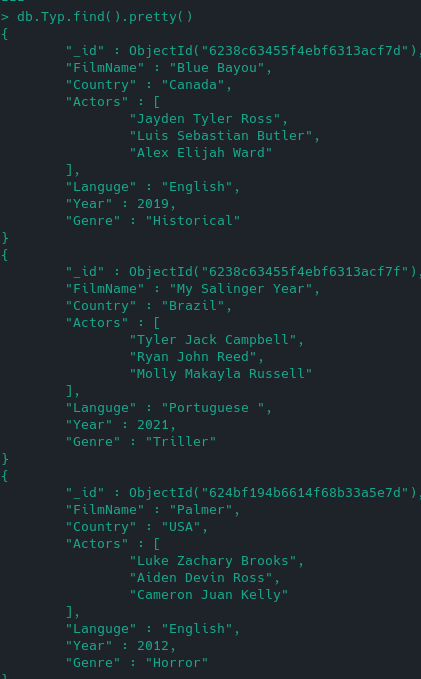 > db.Typ.find().pretty()
{
        "_id" : ObjectId("6238c63455f4ebf6313acf7d"),
        "FilmName" : "Blue Bayou",
        "Country" : "Canada",
        "Actors" : [
                "Jayden Tyler Ross",
                "Luis Sebastian Butler",
                "Alex Elijah Ward"
        ],
        "Languge" : "English",
        "Year" : 2019,
        "Genre" : "Historical"
}
{
        "_id" : ObjectId("6238c63455f4ebf6313acf7f"),
        "FilmName" : "My Salinger Year",
        "Country" : "Brazil",
        "Actors" : [
                "Tyler Jack Campbell",
                "Ryan John Reed",
                "Molly Makayla Russell"
        ],
        "Languge" : "Portuguese ",
        "Year" : 2021,
        "Genre" : "Triller"
}
{
        "_id" : ObjectId("624bf194b6614f68b33a5e7d"),
        "FilmName" : "Palmer",
        "Country" : "USA",
        "Actors" : [
                "Luke Zachary Brooks",
                "Aiden Devin Ross",
                "Cameron Juan Kelly"
        ],
        "Languge" : "English",
        "Year" : 2012,
        "Genre" : "Horror"
}